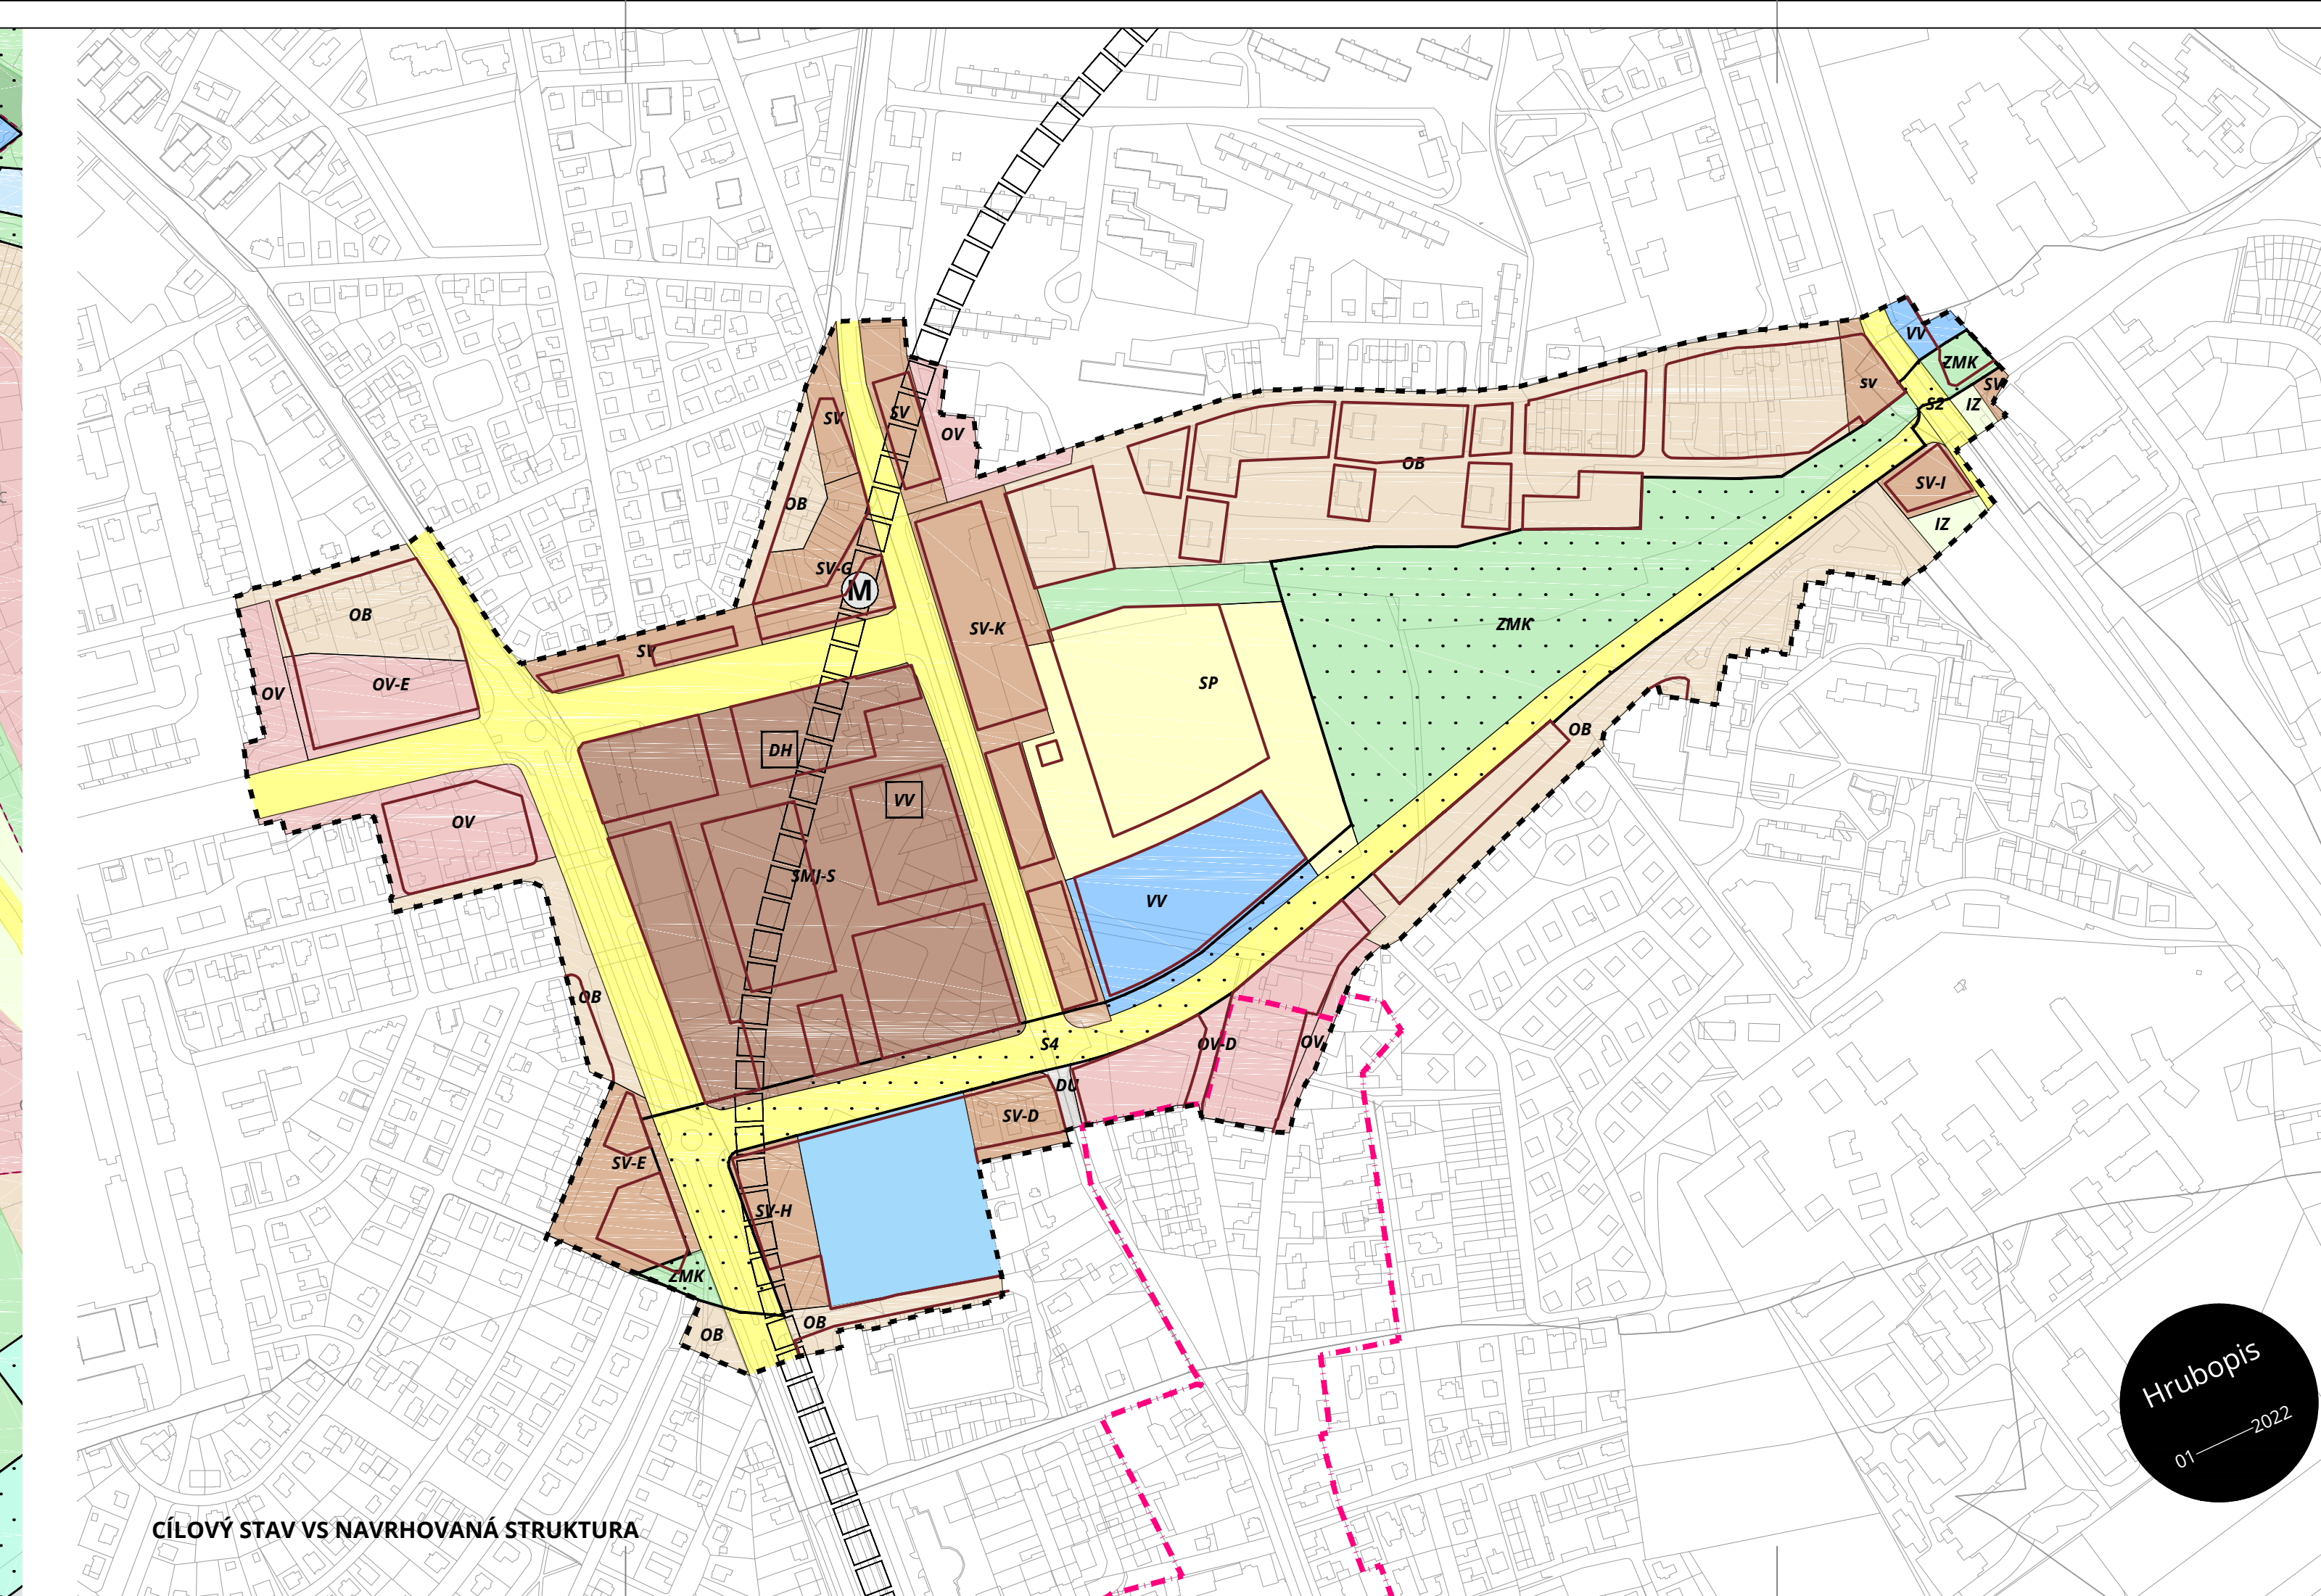 VV
ZMK
SV
SV
S2
IZ
SV
SV
OV
OB
SV-I
OB
IZ
SV-G
M
OB
SV-K
ZMK
SV
OV-E
SP
OV
OB
DH
VV
OV
SMJ-S
VV
OB
S4
OV-D
OV
DU
SV-D
SV-E
SV-H
ZMK
OB
OB
Hrubopis
01 2022
CÍLOVÝ STAV VS NAVRHOVANÁ STRUKTURA